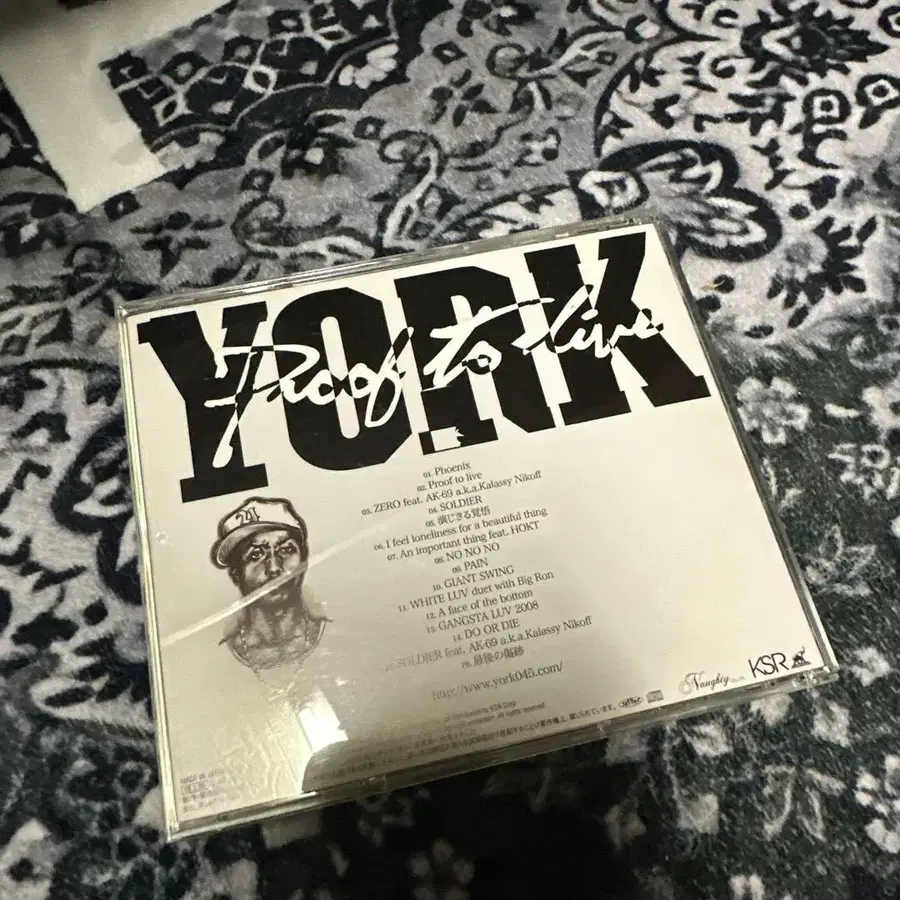 YORK
Proof to live
01. Phoenix
02. Proof to live
03. ZERO feat. AK-69 a.k.a.Kalassy Nikoff
04. SOLDIER
05. 演じきる覚悟
06. I feel loneliness for a beautiful thing
07. An important thing feat. HOKT
08. NO NO NO
09. PAIN
10. GIANT SWING
11. WHITE LUV duet with Big Ron
12. A face of the bottom
13. GANGSTA LUV 2008
14. DO OR DIE
15. SOLDIER feat. AK-69 a.k.a.Kalassy Nikoff
16. 最後の傷跡
http://www.york045.com/
Naughty
KSR
MADE IN JAPAN